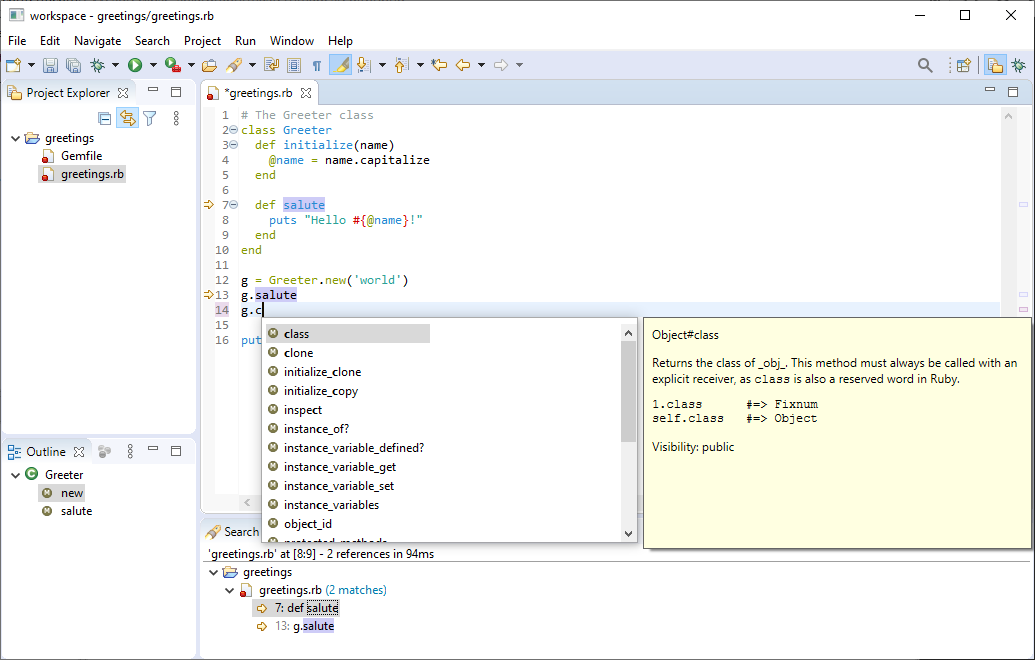 workspace - greetings/greetings.rb
File Edit Navigate Search Project Run Window Help
Project Explorer
greetings
Gemfile
greetings.rb
Outline
Greeter
new
salute
*greetings.rb
1 # The Greeter class
2 class Greeter
3 def initialize(name)
4 @name = name.capitalize
5 end
6
7 def salute
8 puts "Hello #{@name}!"
9 end
10 end
11
12 g = Greeter.new('world')
13 g.salute
14 g.c
15
16 put
class
clone
initialize_clone
initialize_copy
inspect
instance_of?
instance_variable_defined?
instance_variable_get
instance_variable_set
instance_variables
object_id
protected_methods
Object#class
Returns the class of _obj_. This method must always be called with an
explicit receiver, as class is also a reserved word in Ruby.
1.class #=> Fixnum
self.class #=> Object
Visibility: public
Search
'greetings.rb' at [8:9] - 2 references in 94ms
greetings
greetings.rb (2 matches)
7: def salute
13: g.salute